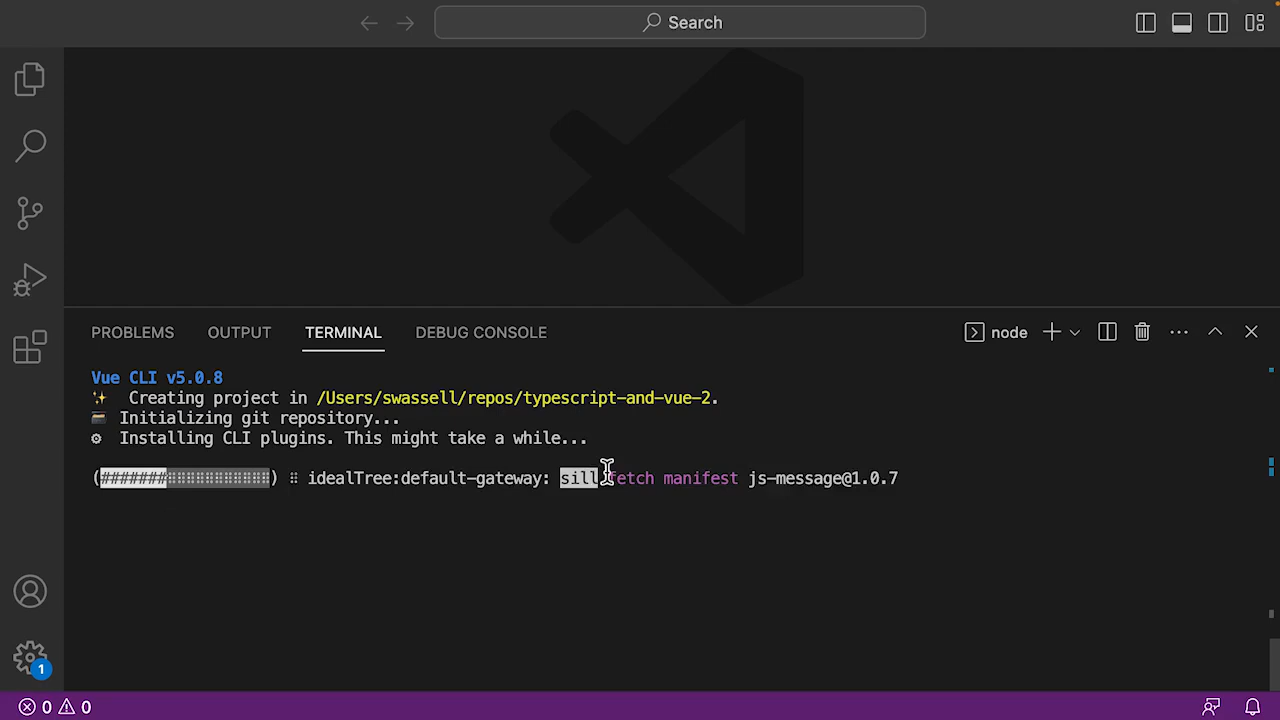 Search
PROBLEMS OUTPUT TERMINAL DEBUG CONSOLE node
Vue CLI v5.0.8
✨ Creating project in /Users/swassell/repos/typescript-and-vue-2.
🗃 Initializing git repository...
⚙ Installing CLI plugins. This might take a while...
(#######⠂⠂⠂⠂⠂⠂⠂⠂⠂⠂⠂) ⠿ idealTree:default-gateway: sill fetch manifest js-message@1.0.7
1
0 0